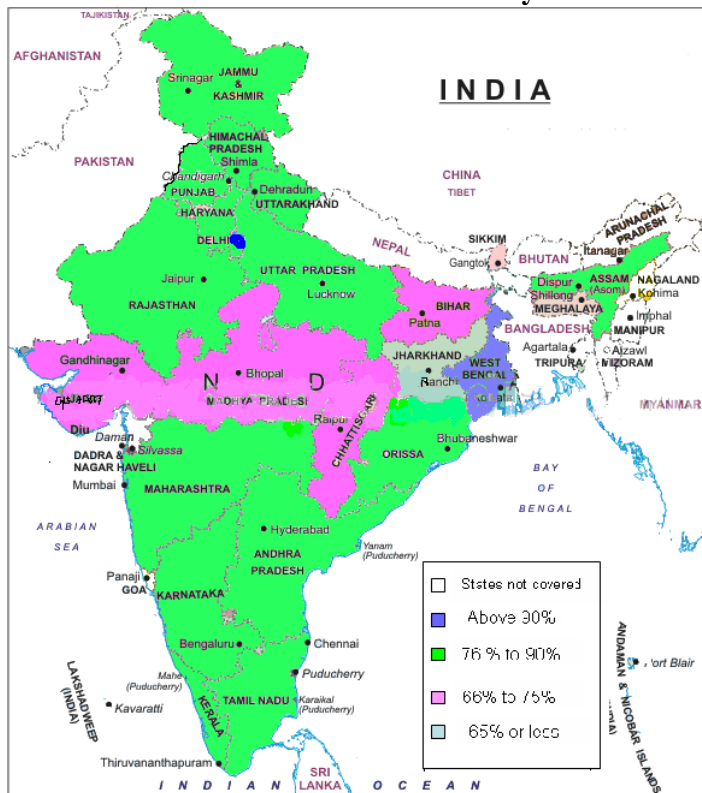 TAJIKISTAN
AFGHANISTAN
JAMMU
&
KASHMIR
Srinagar
INDIA
HIMACHAL
PRADESH
Shimla
PAKISTAN
Chandigarh
PUNJAB
Dehradun
UTTARAKHAND
HARYANA
CHINA
TIBET
DELHI
NEPAL
SIKKIM
Gangtok
BHUTAN
ARUNACHAL
PRADESH
Itanagar
Jaipur
RAJASTHAN
UTTAR PRADESH
Lucknow
BIHAR
Patna
Dispur
ASSAM
(Asom)
Shillong
MEGHALAYA
NAGALAND
Kohima
Imphal
MANIPUR
BANGLADESH
Agartala
TRIPURA
Aizawl
MIZORAM
Gandhinagar
N D
Bhopal
MADHYA PRADESH
JHARKHAND
Ranchi
WEST
BENGAL
MYANMAR
Raipur
CHHATTISGARH
Diu
Daman
Silvassa
DADRA &
NAGAR HAVELI
Mumbai
MAHARASHTRA
ORISSA
Bhubaneshwar
BAY
OF
BENGAL
ARABIAN
SEA
Hyderabad
ANDHRA
PRADESH
Yanam
(Puducherry)
Panaji
GOA
KARNATAKA
Bengaluru
Chennai
Mahe
(Puducherry)
Puducherry
TAMIL NADU
Karaikal
(Puducherry)
KERALA
LAKSHADWEEP
(INDIA)
Kavaratti
Thiruvananthapuram
SRI
LANKA
INDIAN OCEAN
States not covered
Above 90%
76 % to 90%
66% to 75%
65% or less
ANDAMAN & NICOBAR ISLANDS
Port Blair